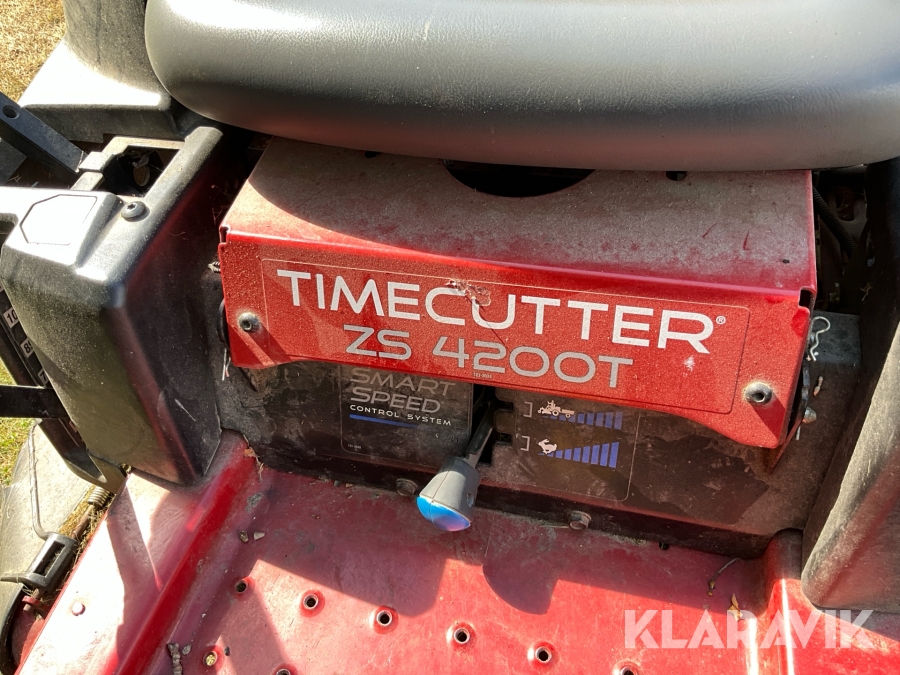 TIMECUTTER®
ZS 4200T
SMART
SPEED
CONTROL SYSTEM
KLARAVIK